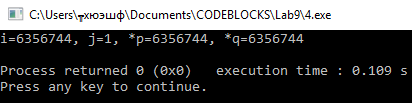 C:\Users\┬хюэшф\Documents\CODEBLOCKS\Lab9\4.exe
i=6356744, j=1, *p=6356744, *q=6356744
Process returned 0 (0x0)   execution time : 0.109 s
Press any key to continue.